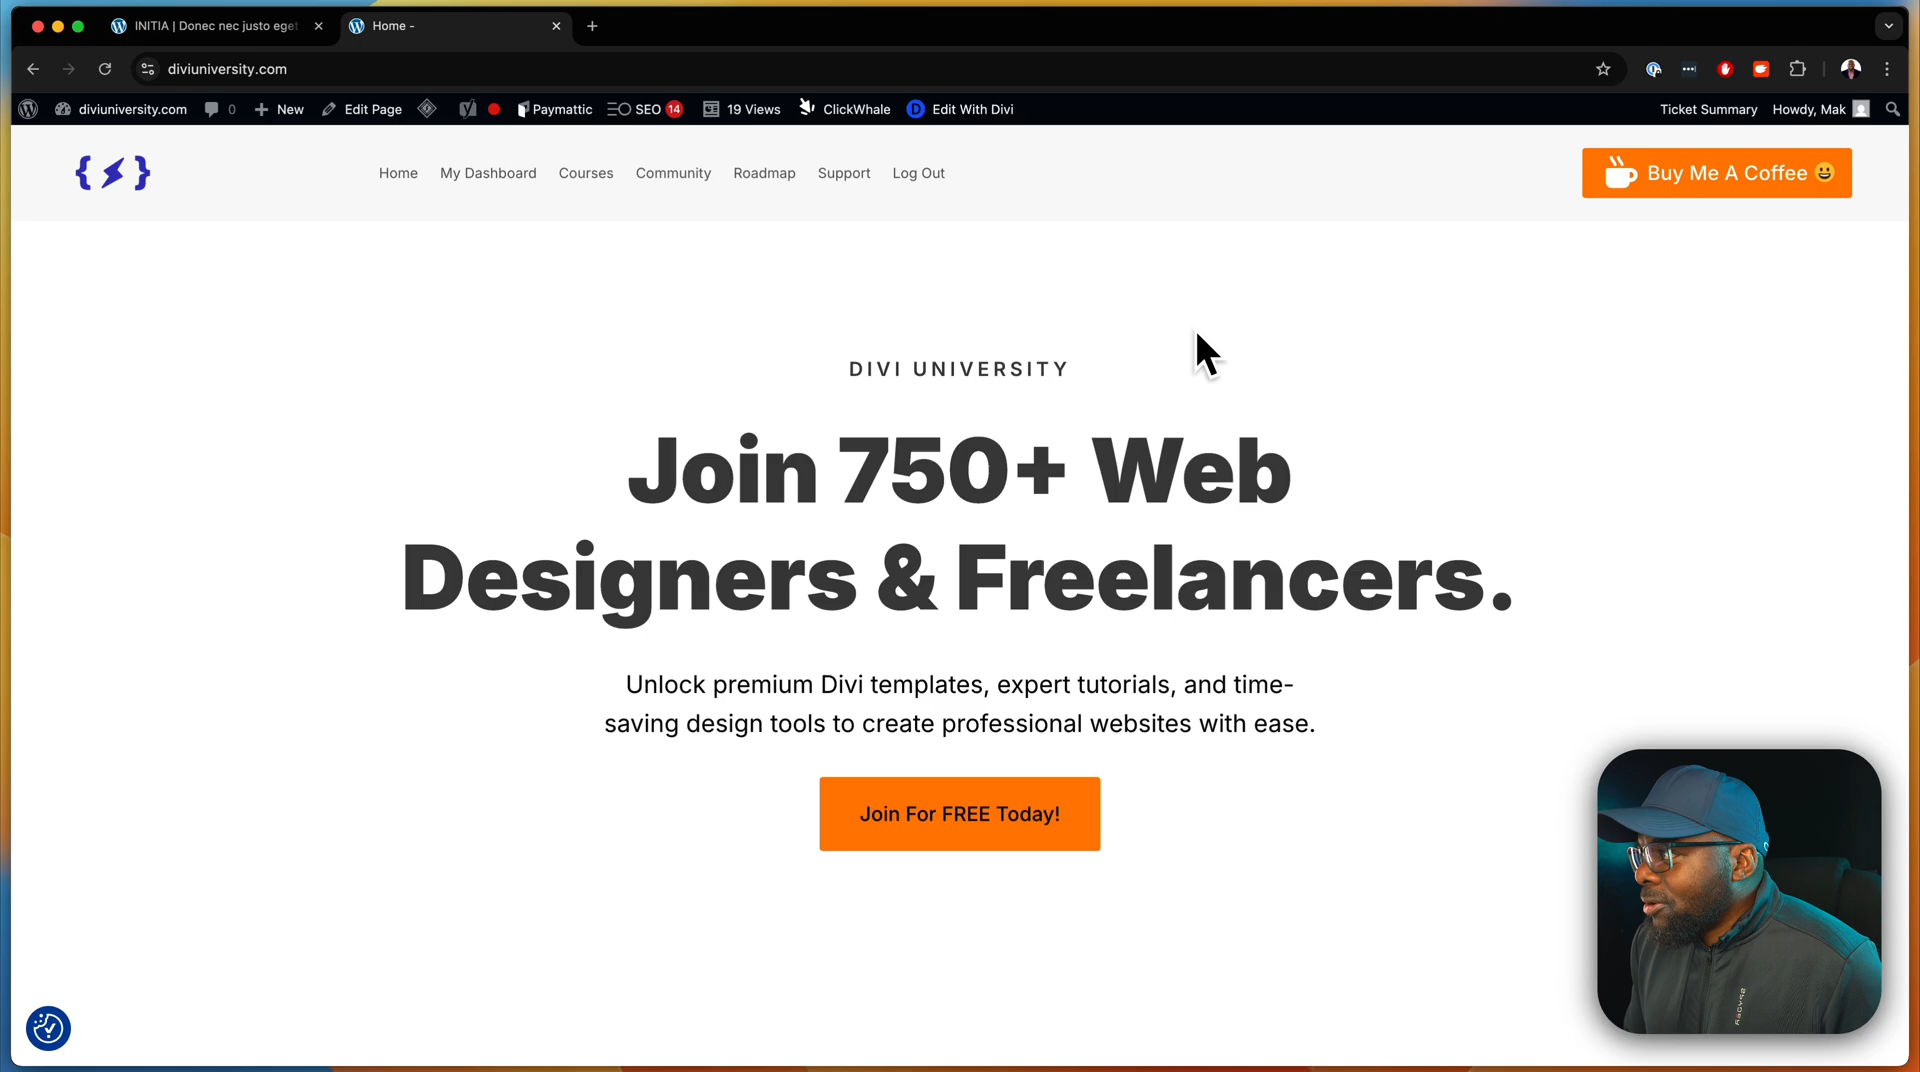 INITIA | Donec nec justo eget
Home -
diviuniversity.com
diviuniversity.com 0 New Edit Page Paymattic SEO 14 19 Views ClickWhale D Edit With Divi Ticket Summary Howdy, Mak
Home My Dashboard Courses Community Roadmap Support Log Out
Buy Me A Coffee 😀
DIVI UNIVERSITY
Join 750+ Web
Designers & Freelancers.
Unlock premium Divi templates, expert tutorials, and time-
saving design tools to create professional websites with ease.
Join For FREE Today!